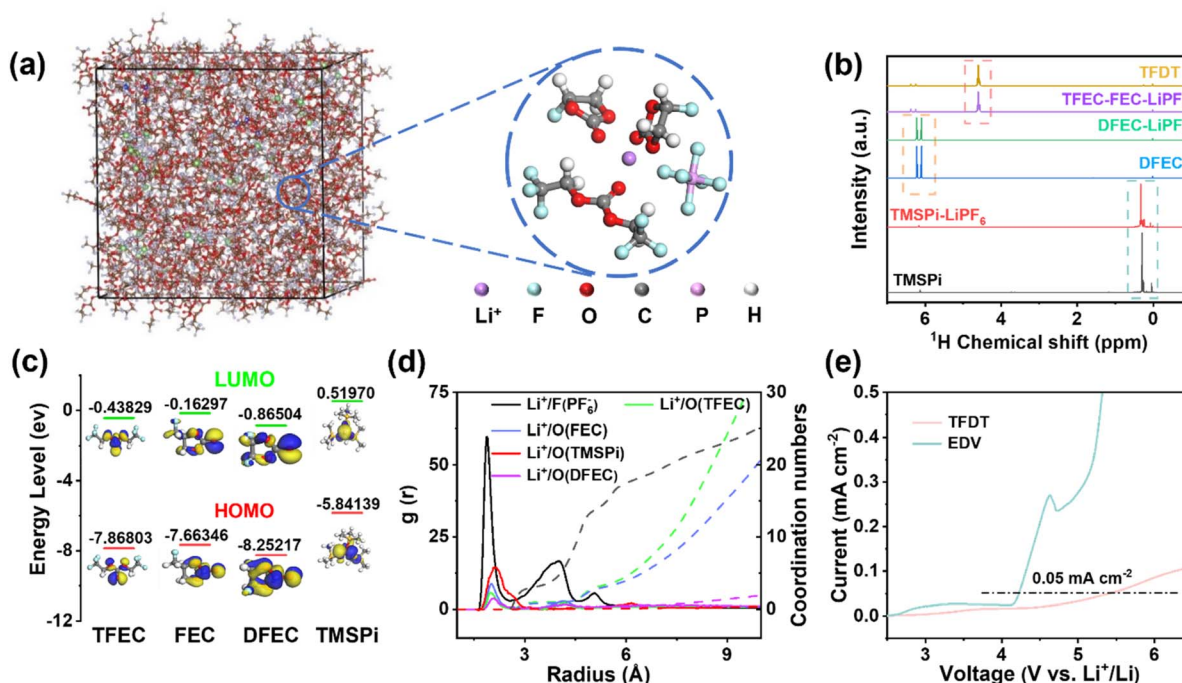 (a)
Li⁺ F O C P H
(b)
Intensity (a.u.)
TFDT
TFEC-FEC-LiPF
DFEC-LiPF
DFEC
TMSPi-LiPF₆
TMSPi
6 4 2 0
¹H Chemical shift (ppm)
(c)
Energy Level (ev)
0
-4
-8
-12
LUMO
-0.43829 -0.16297 -0.86504 0.51970
HOMO
-7.86803 -7.66346 -8.25217 -5.84139
TFEC FEC DFEC TMSPi
(d)
g (r)
75
50
25
0
Li⁺/F(PF₆⁻)
Li⁺/O(TFEC)
Li⁺/O(FEC)
Li⁺/O(TMSPi)
Li⁺/O(DFEC)
30
20
10
0
Coordination numbers
3 6 9
Radius (Å)
(e)
Current (mA cm⁻²)
0.5
0.4
0.3
0.2
0.1
0.0
TFDT
EDV
0.05 mA cm⁻²
3 4 5 6
Voltage (V vs. Li⁺/Li)